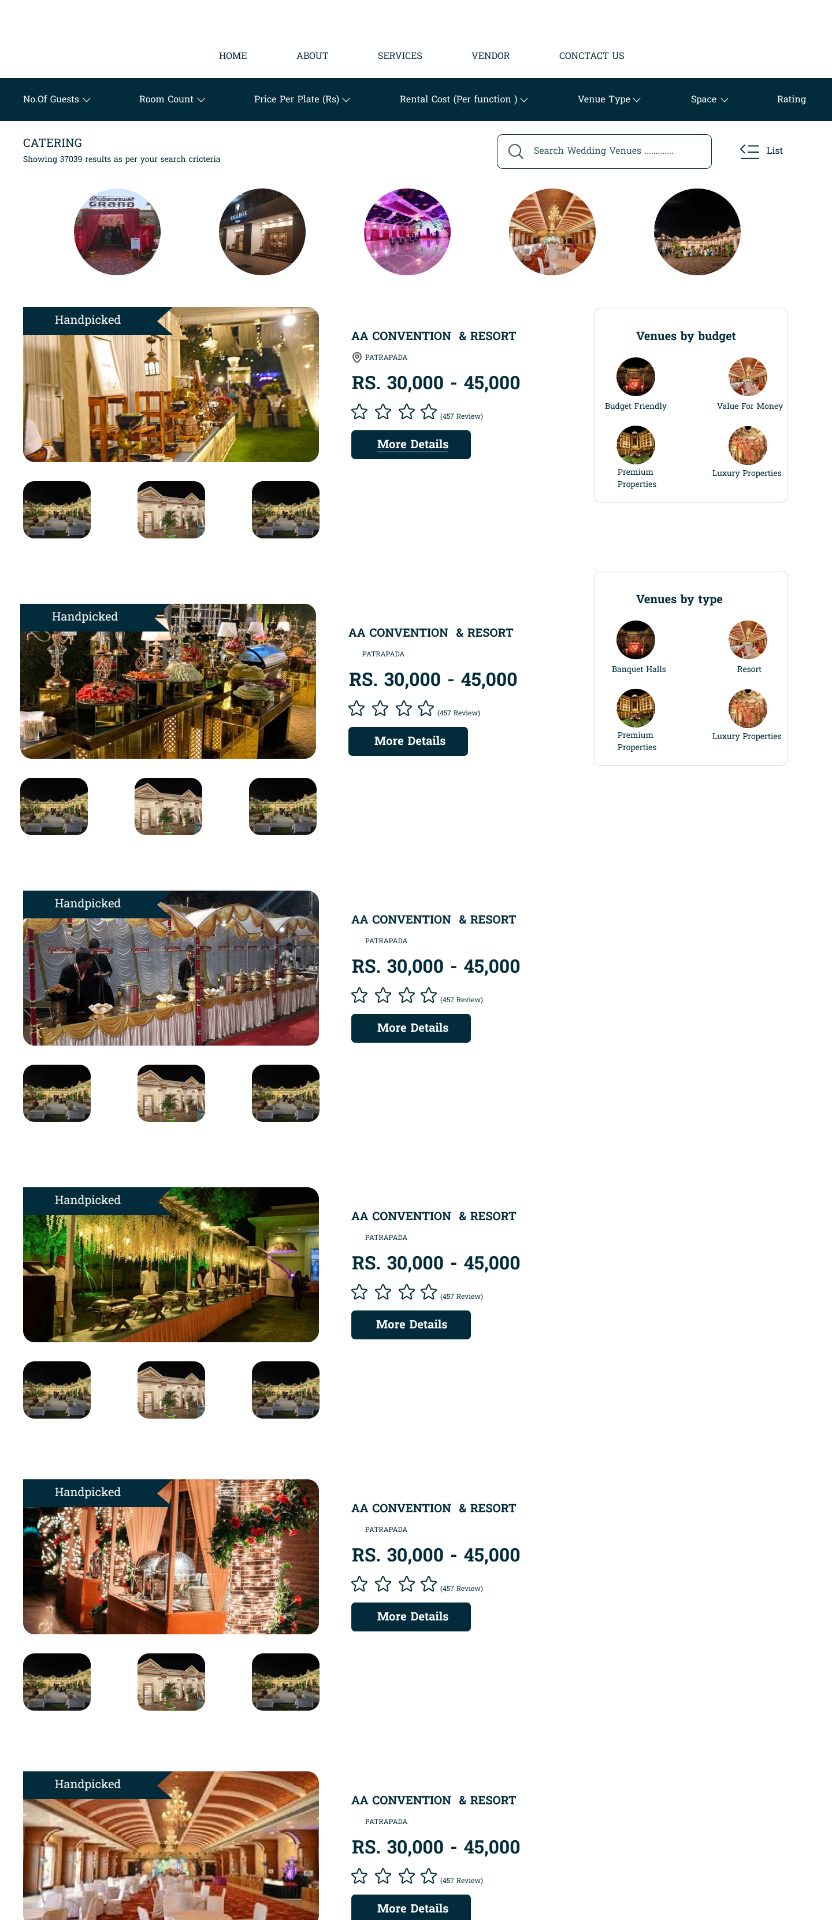 HOME ABOUT SERVICES VENDOR CONCTACT US
No.Of Guests Room Count Price Per Plate (Rs) Rental Cost (Per function ) Venue Type Space Rating
CATERING
Showing 37039 results as per your search cricteria
Search Wedding Venues ............
List
GRAND
Handpicked
AA CONVENTION & RESORT
PATRAPADA
RS. 30,000 - 45,000
(457 Review)
More Details
Venues by budget
Budget Friendly
Value For Money
Premium
Properties
Luxury Properties
Handpicked
AA CONVENTION & RESORT
PATRAPADA
RS. 30,000 - 45,000
(457 Review)
More Details
Venues by type
Banquet Halls
Resort
Premium
Properties
Luxury Properties
Handpicked
AA CONVENTION & RESORT
PATRAPADA
RS. 30,000 - 45,000
(457 Review)
More Details
Handpicked
AA CONVENTION & RESORT
PATRAPADA
RS. 30,000 - 45,000
(457 Review)
More Details
Handpicked
AA CONVENTION & RESORT
PATRAPADA
RS. 30,000 - 45,000
(457 Review)
More Details
Handpicked
AA CONVENTION & RESORT
PATRAPADA
RS. 30,000 - 45,000
(457 Review)
More Details